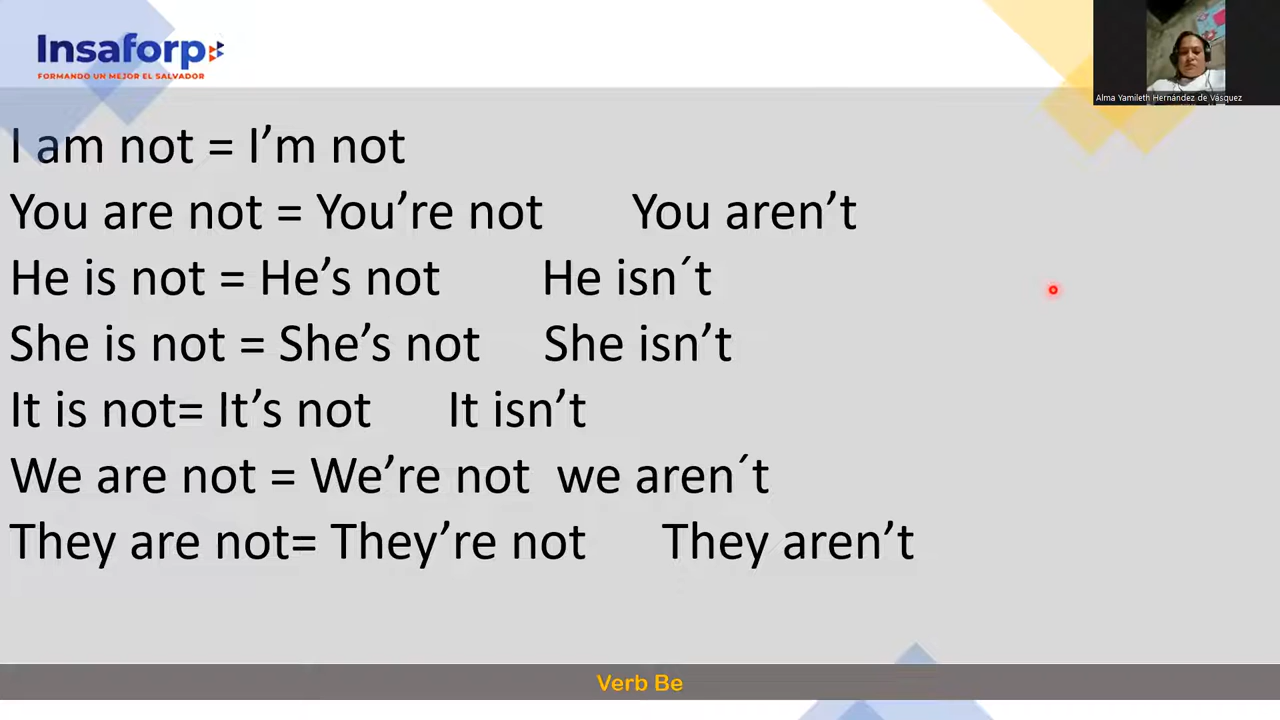 Insaforp
FORMANDO UN MEJOR EL SALVADOR
Alma Yamileth Hernández de Vásquez
I am not = I’m not
You are not = You’re not You aren’t
He is not = He’s not He isn´t
She is not = She’s not She isn’t
It is not= It’s not It isn’t
We are not = We’re not we aren´t
They are not= They’re not They aren’t
Verb Be